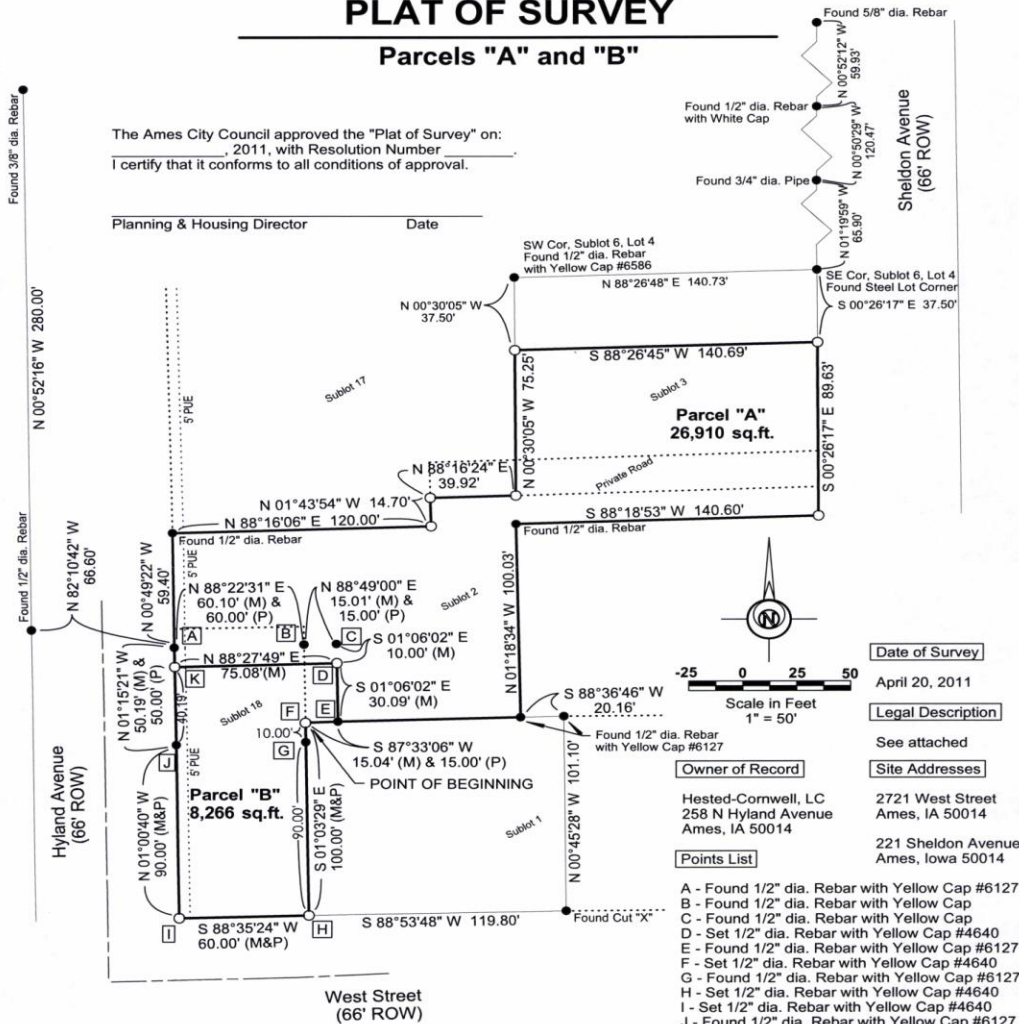 PLAT OF SURVEY
Parcels "A" and "B"
Found 5/8" dia. Rebar
N 00°52'12" W
59.93'
Found 1/2" dia. Rebar
with White Cap
N 00°50'29" W
120.47'
Found 3/4" dia. Pipe
N 01°19'59" W
65.90'
Sheldon Avenue
(66' ROW)
Found 3/8" dia. Rebar
The Ames City Council approved the "Plat of Survey" on:
____________, 2011, with Resolution Number ________.
I certify that it conforms to all conditions of approval.
Planning & Housing Director Date
SW Cor, Sublot 6, Lot 4
Found 1/2" dia. Rebar
with Yellow Cap #6586
N 88°26'48" E 140.73'
SE Cor, Sublot 6, Lot 4
Found Steel Lot Corner
N 00°30'05" W
37.50'
S 00°26'17" E 37.50'
N 00°52'16" W 280.00'
S 88°26'45" W 140.69'
Sublot 17
5' PUE
N 00°30'05" W 75.25'
Sublot 3
Parcel "A"
26,910 sq.ft.
S 00°26'17" E 89.63'
N 88°16'24" E
39.92'
Private Road
N 01°43'54" W 14.70'
N 88°16'06" E 120.00'
S 88°18'53" W 140.60'
Found 1/2" dia. Rebar
Found 1/2" dia. Rebar
Found 1/2" dia. Rebar
N 82°10'42" W
66.60'
N 00°49'22" W
59.40'
5' PUE
N 88°22'31" E
60.10' (M) &
60.00' (P)
N 88°49'00" E
15.01' (M) &
15.00' (P)
Sublot 2
N 01°18'34" W 100.03'
A
B
C
S 01°06'02" E
10.00' (M)
N 88°27'49" E
75.08'(M)
K
D
N 01°15'21" W
50.19' (M) &
50.00' (P)
40.19'
Sublot 18
S 01°06'02" E
30.09' (M)
F
E
10.00'
G
S 87°33'06" W
15.04' (M) & 15.00' (P)
POINT OF BEGINNING
S 88°36'46" W
20.16'
Found 1/2" dia. Rebar
with Yellow Cap #6127
J
5' PUE
Hyland Avenue
(66' ROW)
N 01°00'40" W
90.00' (M&P)
Parcel "B"
8,266 sq.ft.
90.00'
S 01°03'29" E
100.00' (M&P)
Sublot 1
N 00°45'28" W 101.10'
I
S 88°35'24" W
60.00' (M&P)
H
S 88°53'48" W 119.80'
Found Cut "X"
West Street
(66' ROW)
N
-25 0 25 50
Scale in Feet
1" = 50'
Date of Survey
April 20, 2011
Legal Description
See attached
Owner of Record
Hested-Cornwell, LC
258 N Hyland Avenue
Ames, IA 50014
Site Addresses
2721 West Street
Ames, IA 50014
221 Sheldon Avenue
Ames, Iowa 50014
Points List
A - Found 1/2" dia. Rebar with Yellow Cap #6127
B - Found 1/2" dia. Rebar with Yellow Cap
C - Found 1/2" dia. Rebar with Yellow Cap
D - Set 1/2" dia. Rebar with Yellow Cap #4640
E - Found 1/2" dia. Rebar with Yellow Cap #6127
F - Set 1/2" dia. Rebar with Yellow Cap #4640
G - Found 1/2" dia. Rebar with Yellow Cap #6127
H - Set 1/2" dia. Rebar with Yellow Cap #4640
I - Set 1/2" dia. Rebar with Yellow Cap #4640
J - Found 1/2" dia. Rebar with Yellow Cap #6127